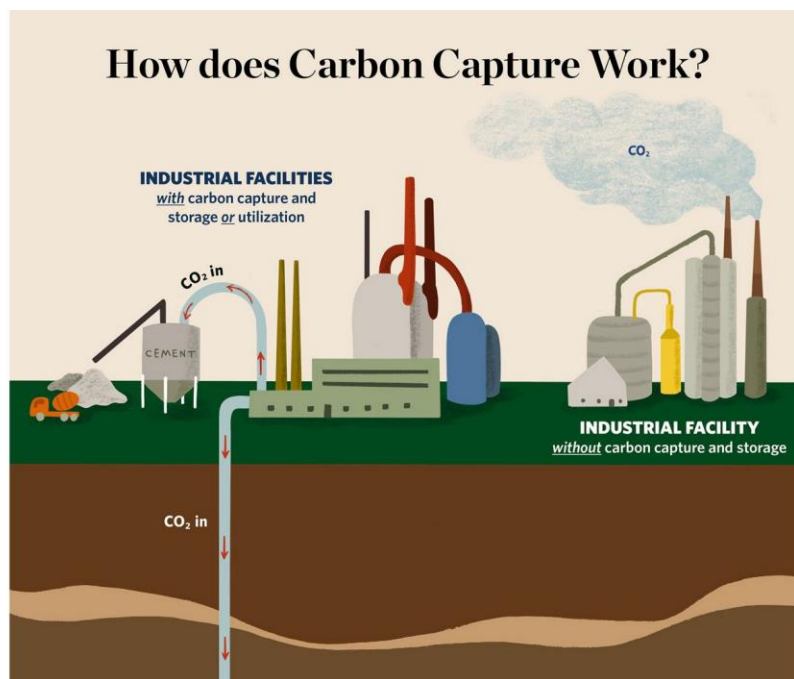 How does Carbon Capture Work?
CO₂
INDUSTRIAL FACILITIES
with carbon capture and
storage or utilization
CO₂ in
CEMENT
INDUSTRIAL FACILITY
without carbon capture and storage
CO₂ in